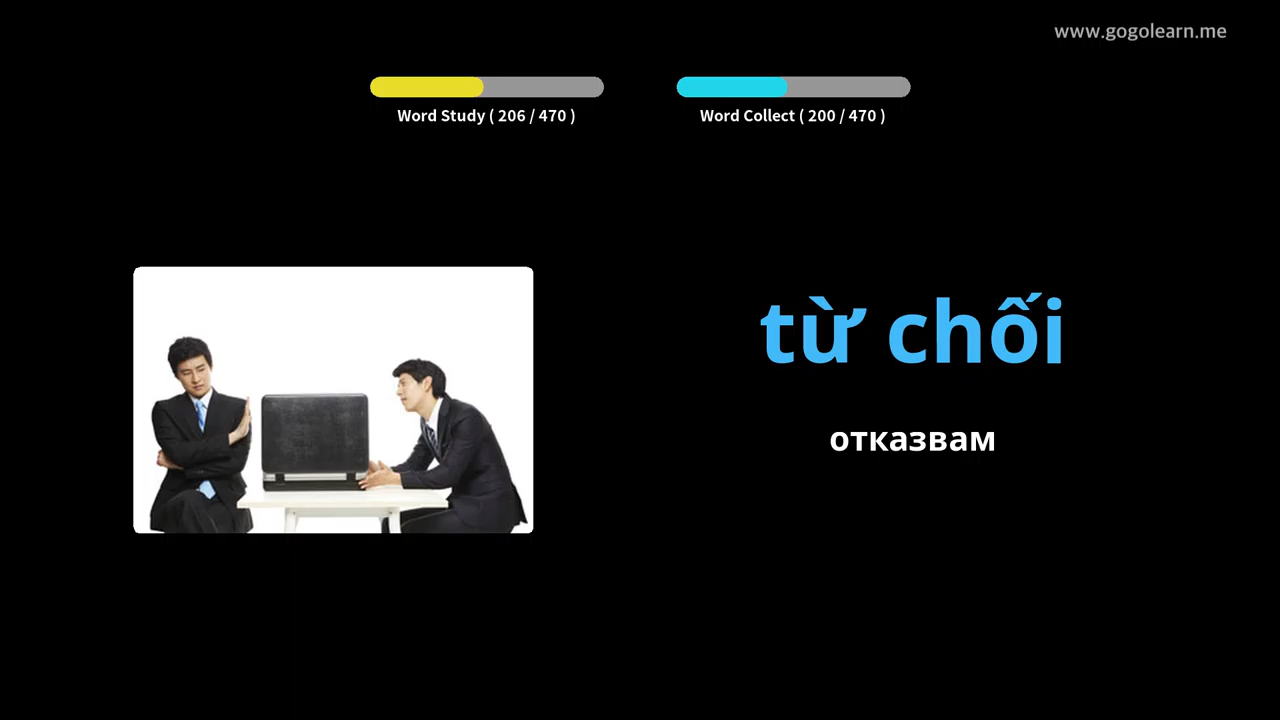 www.gogolearn.me
Word Study ( 206 / 470 )
Word Collect ( 200 / 470 )
từ chối
отказвам